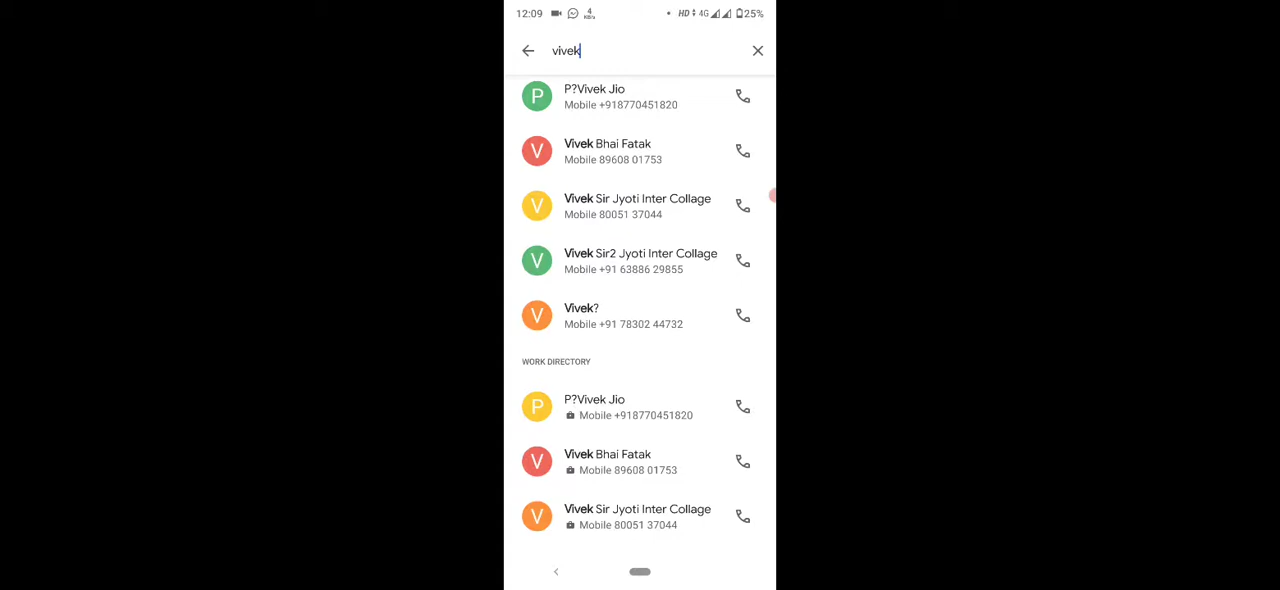 12:09 4 KB/s HD 4G 25%
vivek
P P?Vivek Jio
Mobile +918770451820
V Vivek Bhai Fatak
Mobile 89608 01753
V Vivek Sir Jyoti Inter Collage
Mobile 80051 37044
V Vivek Sir2 Jyoti Inter Collage
Mobile +91 63886 29855
V Vivek?
Mobile +91 78302 44732
WORK DIRECTORY
P P?Vivek Jio
Mobile +918770451820
V Vivek Bhai Fatak
Mobile 89608 01753
V Vivek Sir Jyoti Inter Collage
Mobile 80051 37044